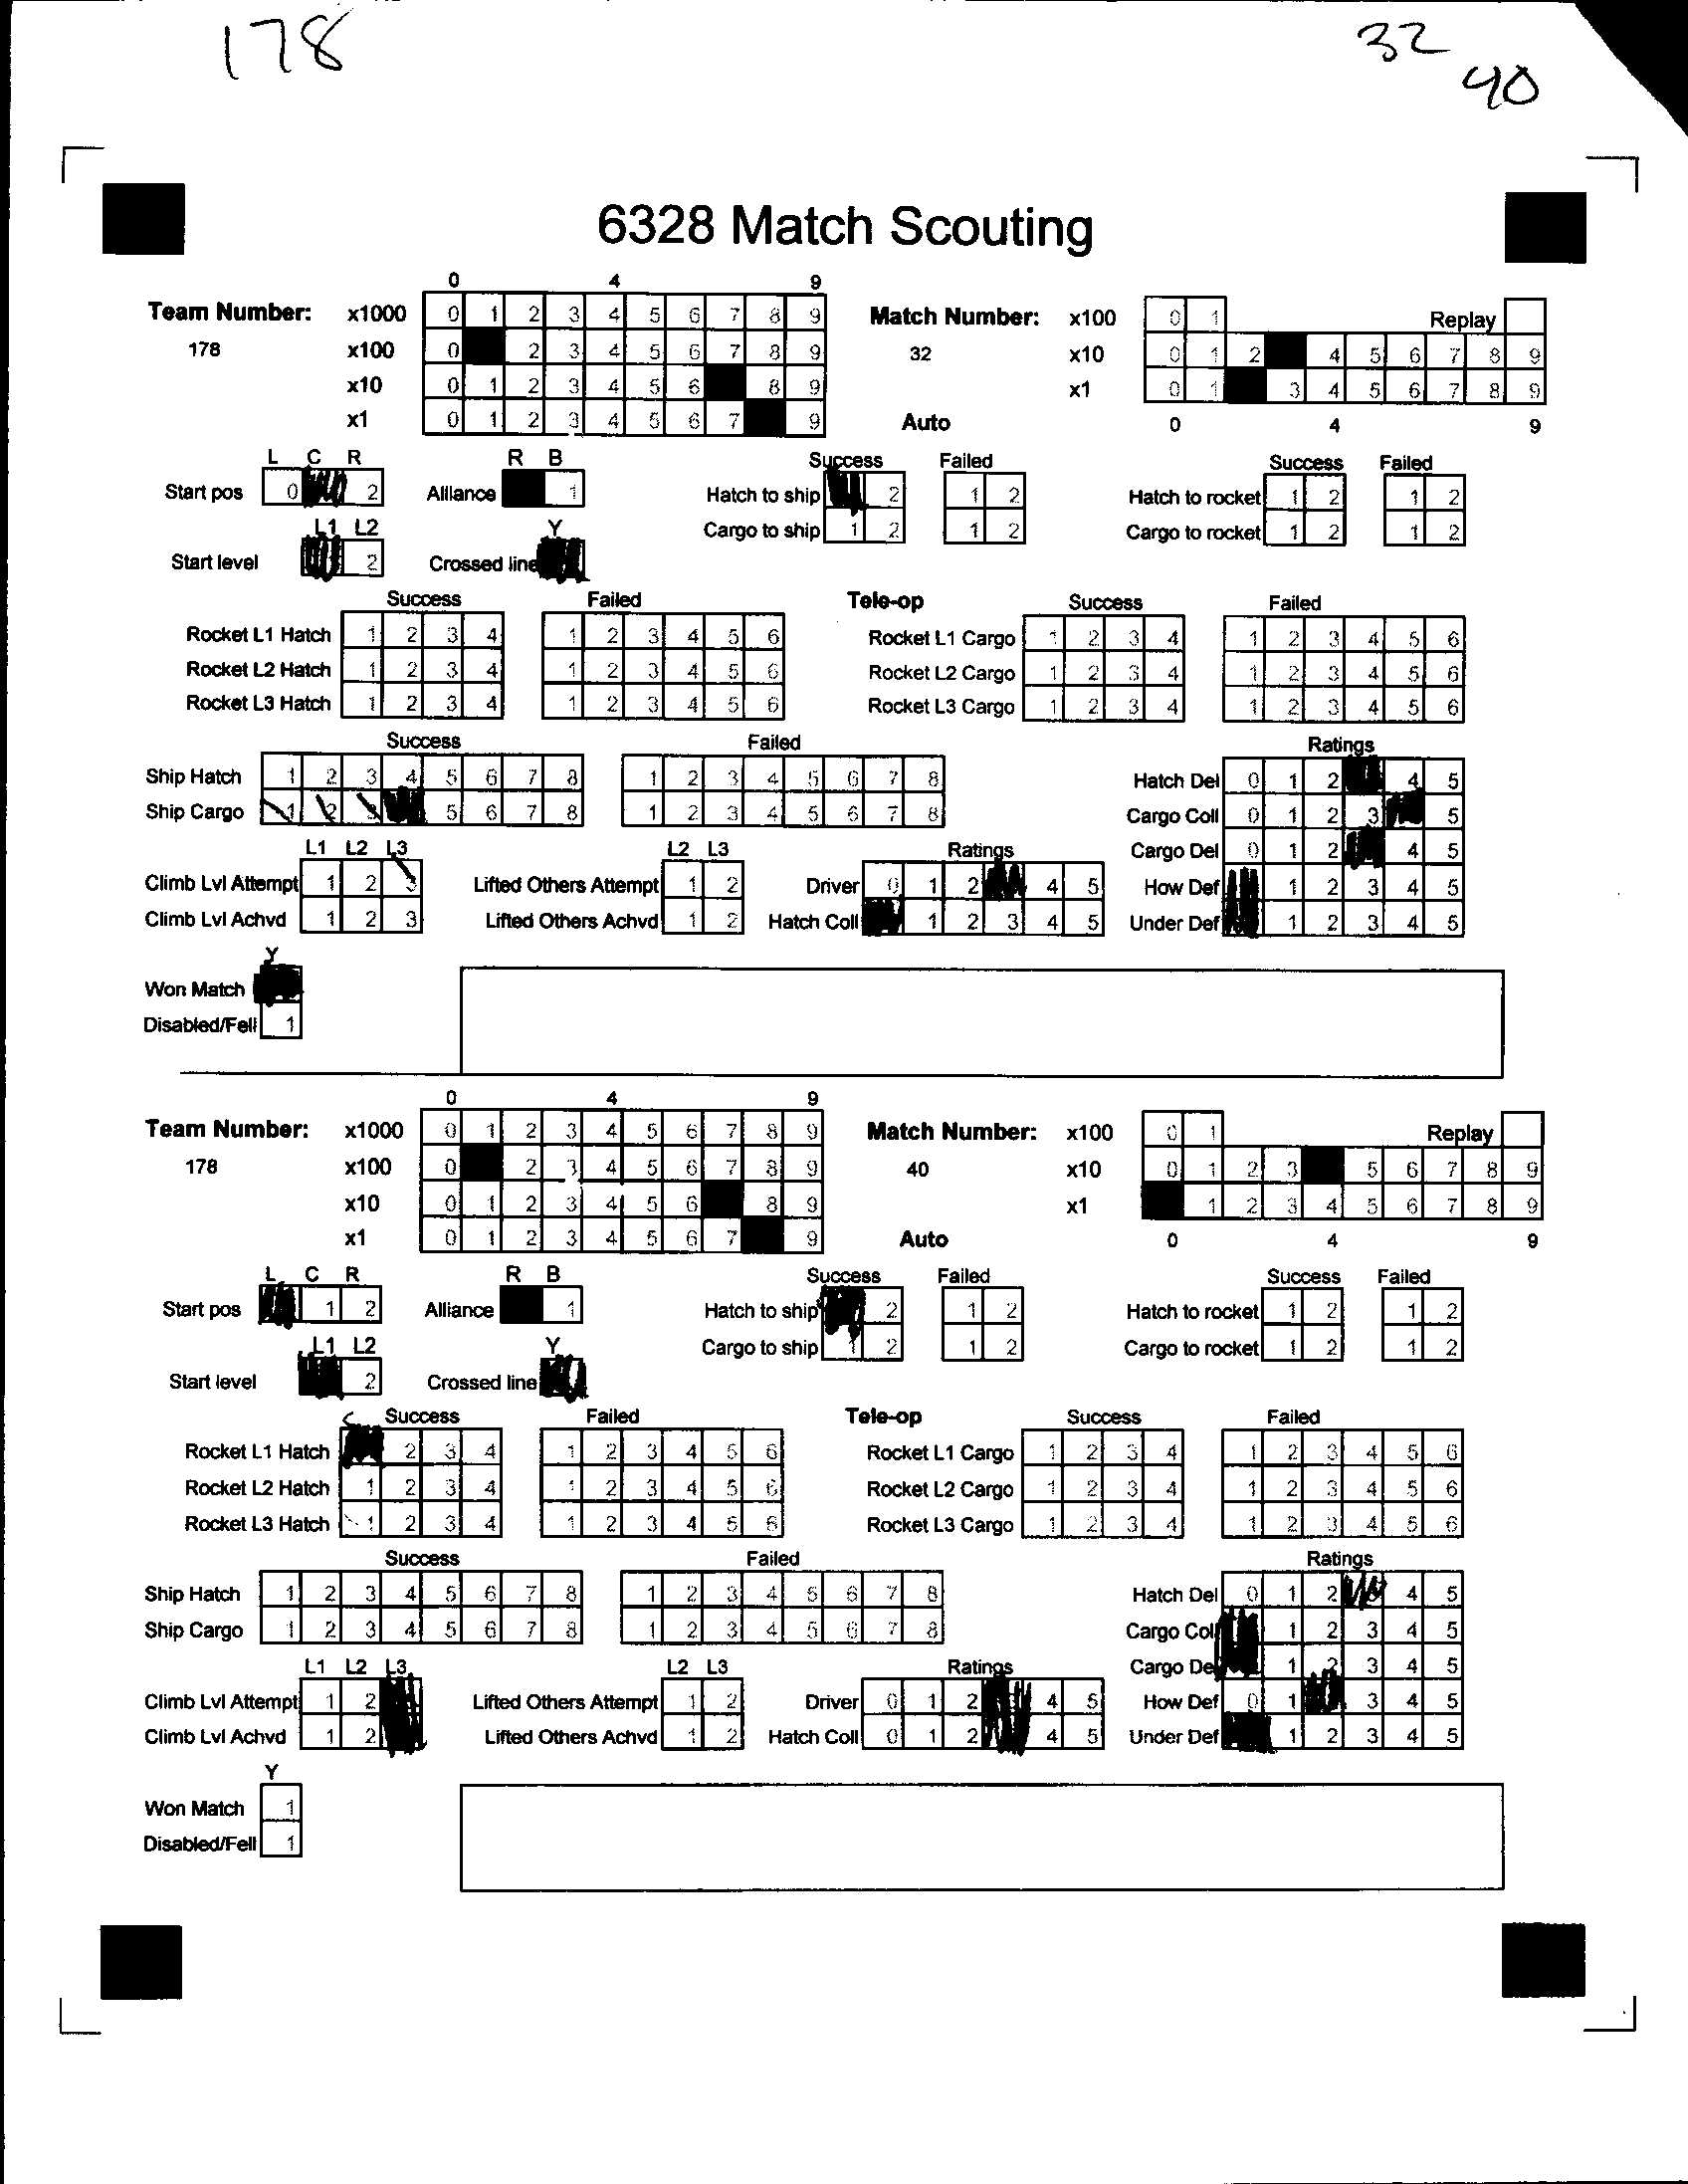 178
32
40
6328 Match Scouting
0 4 9
Team Number: x1000 0 1 2 3 4 5 6 7 8 9 Match Number: x100 0 1 Replay
178 x100 0 2 3 4 5 6 7 8 9 32 x10 0 1 2 4 5 6 7 8 9
x10 0 1 2 3 4 5 6 8 9 x1 0 1 3 4 5 6 7 8 9
x1 0 1 2 3 4 5 6 7 9 Auto 0 4 9
L C R R B Success Failed Success Failed
Start pos 0 2 Alliance 1 Hatch to ship 2 1 2 Hatch to rocket 1 2 1 2
L1 L2 Y Cargo to ship 1 2 1 2 Cargo to rocket 1 2 1 2
Start level 2 Crossed line
Success Failed Tele-op Success Failed
Rocket L1 Hatch 1 2 3 4 1 2 3 4 5 6 Rocket L1 Cargo 1 2 3 4 1 2 3 4 5 6
Rocket L2 Hatch 1 2 3 4 1 2 3 4 5 6 Rocket L2 Cargo 1 2 3 4 1 2 3 4 5 6
Rocket L3 Hatch 1 2 3 4 1 2 3 4 5 6 Rocket L3 Cargo 1 2 3 4 1 2 3 4 5 6
Success Failed Ratings
Ship Hatch 1 2 3 4 5 6 7 8 1 2 3 4 5 6 7 8 Hatch Del 0 1 2 4 5
Ship Cargo 1 2 3 5 6 7 8 1 2 3 4 5 6 7 8 Cargo Coll 0 1 2 3 5
L1 L2 L3 L2 L3 Ratings Cargo Del 0 1 2 4 5
Climb Lvl Attempt 1 2 3 Lifted Others Attempt 1 2 Driver 0 1 2 4 5 How Def 1 2 3 4 5
Climb Lvl Achvd 1 2 3 Lifted Others Achvd 1 2 Hatch Coll 1 2 3 4 5 Under Def 1 2 3 4 5
Y
Won Match
Disabled/Fell 1
0 4 9
Team Number: x1000 0 1 2 3 4 5 6 7 8 9 Match Number: x100 0 1 Replay
178 x100 0 2 3 4 5 6 7 8 9 40 x10 0 1 2 3 5 6 7 8 9
x10 0 1 2 3 4 5 6 8 9 x1 1 2 3 4 5 6 7 8 9
x1 0 1 2 3 4 5 6 7 9 Auto 0 4 9
L C R R B Success Failed Success Failed
Start pos 1 2 Alliance 1 Hatch to ship 2 1 2 Hatch to rocket 1 2 1 2
L1 L2 Y Cargo to ship 1 2 1 2 Cargo to rocket 1 2 1 2
Start level 2 Crossed line
Success Failed Tele-op Success Failed
Rocket L1 Hatch 2 3 4 1 2 3 4 5 6 Rocket L1 Cargo 1 2 3 4 1 2 3 4 5 6
Rocket L2 Hatch 1 2 3 4 1 2 3 4 5 6 Rocket L2 Cargo 1 2 3 4 1 2 3 4 5 6
Rocket L3 Hatch 1 2 3 4 1 2 3 4 5 6 Rocket L3 Cargo 1 2 3 4 1 2 3 4 5 6
Success Failed Ratings
Ship Hatch 1 2 3 4 5 6 7 8 1 2 3 4 5 6 7 8 Hatch Del 0 1 2 4 5
Ship Cargo 1 2 3 4 5 6 7 8 1 2 3 4 5 6 7 8 Cargo Coll 1 2 3 4 5
L1 L2 L3 L2 L3 Ratings Cargo Del 1 2 3 4 5
Climb Lvl Attempt 1 2 Lifted Others Attempt 1 2 Driver 0 1 2 4 5 How Def 0 1 3 4 5
Climb Lvl Achvd 1 2 Lifted Others Achvd 1 2 Hatch Coll 0 1 2 4 5 Under Def 1 2 3 4 5
Y
Won Match 1
Disabled/Fell 1